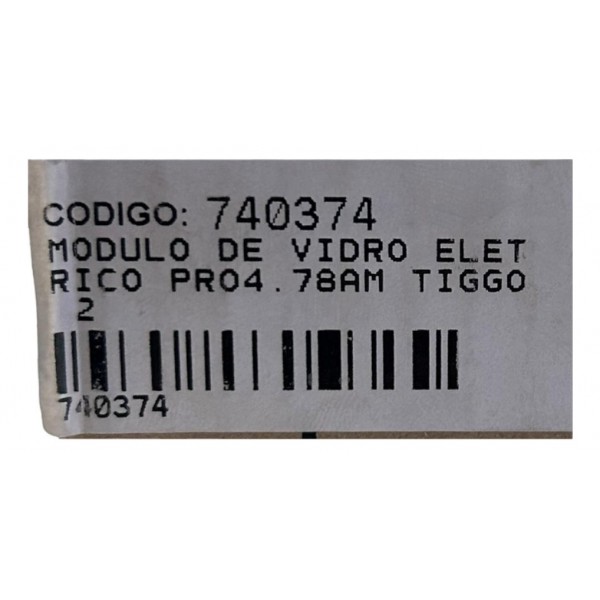 CODIGO: 740374
MODULO DE VIDRO ELET
RICO PRO4.78AM TIGGO
2
740374